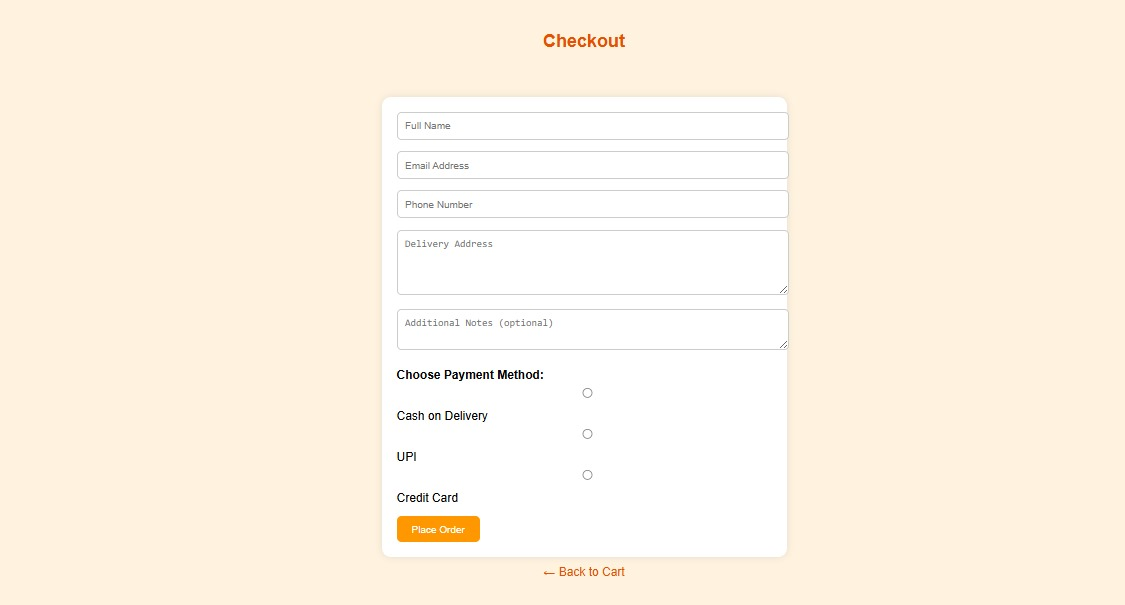 Checkout
Full Name
Email Address
Phone Number
Delivery Address
Additional Notes (optional)
Choose Payment Method:
Cash on Delivery
UPI
Credit Card
Place Order
← Back to Cart